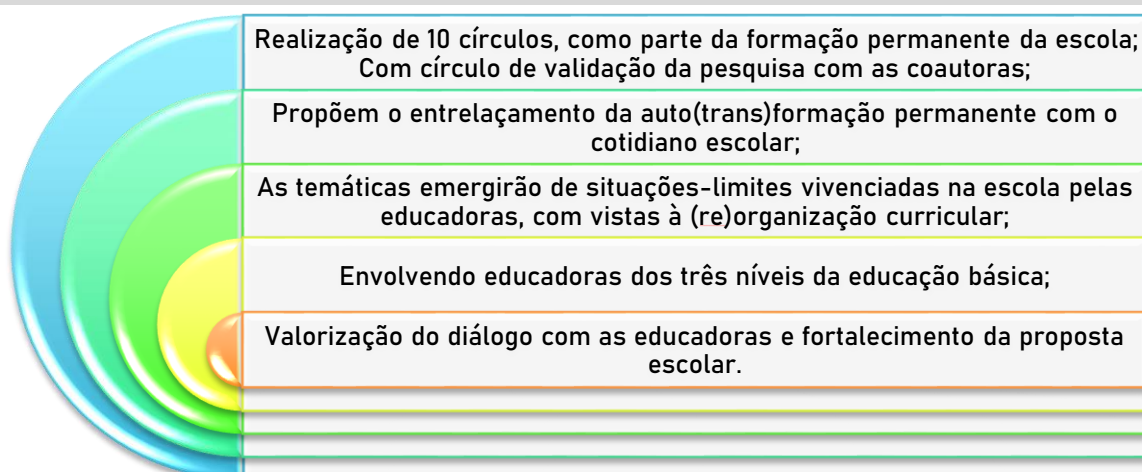 Realização de 10 círculos, como parte da formação permanente da escola;
Com círculo de validação da pesquisa com as coautoras;
Propõem o entrelaçamento da auto(trans)formação permanente com o
cotidiano escolar;
As temáticas emergirão de situações-limites vivenciadas na escola pelas
educadoras, com vistas à (re)organização curricular;
Envolvendo educadoras dos três níveis da educação básica;
Valorização do diálogo com as educadoras e fortalecimento da proposta
escolar.